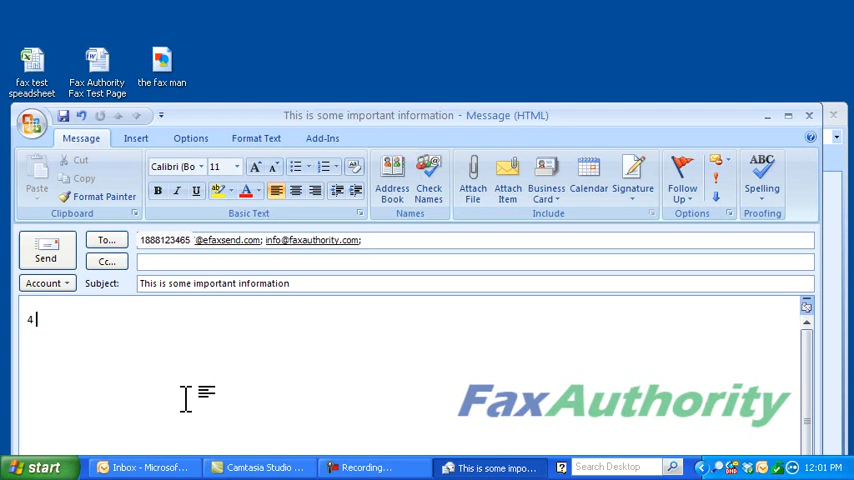 fax test
speadsheet
Fax Authority
Fax Test Page
the fax man
This is some important information - Message (HTML)
Message
Insert
Options
Format Text
Add-Ins
Paste
Cut
Copy
Format Painter
Clipboard
Calibri (Bo
11
B I U
Basic Text
Address
Book
Check
Names
Names
Attach
File
Attach
Item
Business
Card
Calendar
Signature
Include
Follow
Up
Options
ABC
Spelling
Proofing
Send
To...
1888123465 @efaxsend.com; info@faxauthority.com;
Cc...
Account
Subject:
This is some important information
4
FaxAuthority
start
Inbox - Microsof...
Camtasia Studio ...
Recording...
This is some impo...
Search Desktop
12:01 PM